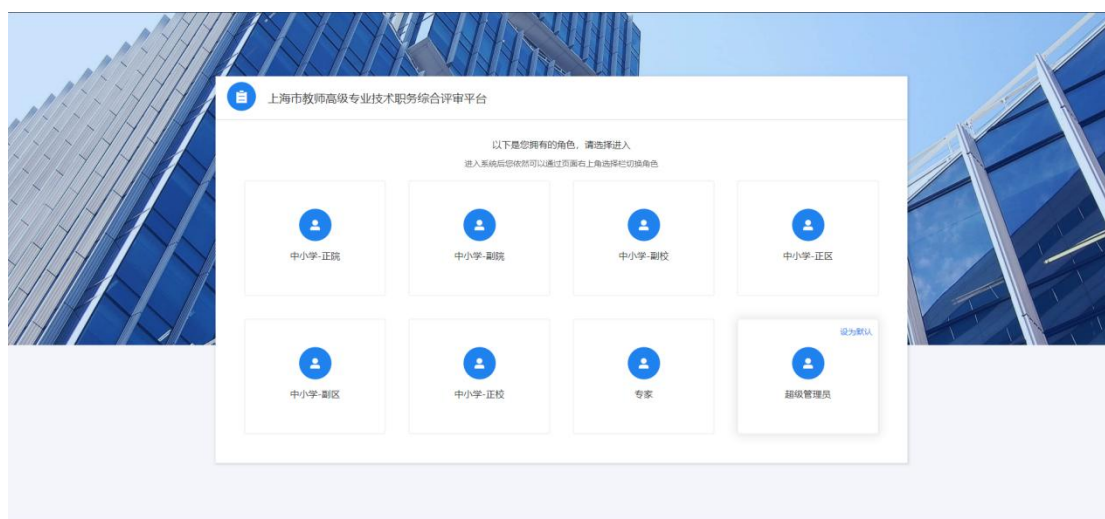 上海市教师高级专业技术职务综合评审平台
以下是您拥有的角色，请选择进入
进入系统后您依然可以通过页面右上角选择栏切换角色
中小学-正院
中小学-副院
中小学-副校
中小学-正区
设为默认
中小学-副区
中小学-正校
专家
超级管理员